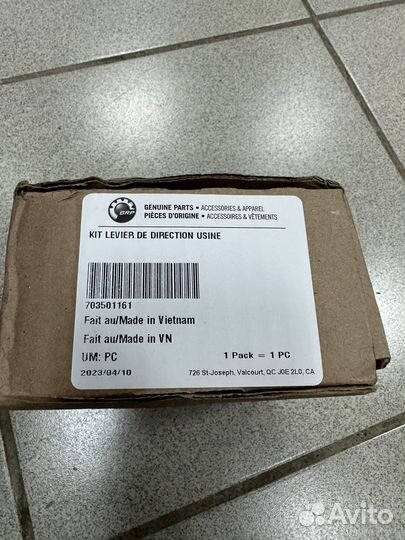 GENUINE PARTS • ACCESSORIES & APPAREL
PIÈCES D'ORIGINE • ACCESSOIRES & VÊTEMENTS
BRP
KIT LEVIER DE DIRECTION USINE
703501161
Fait au/Made in Vietnam
Fait au/Made in VN
UM: PC 1 Pack = 1 PC
2023/04/10 726 St-Joseph, Valcourt, QC J0E 2L0, CA
Avito